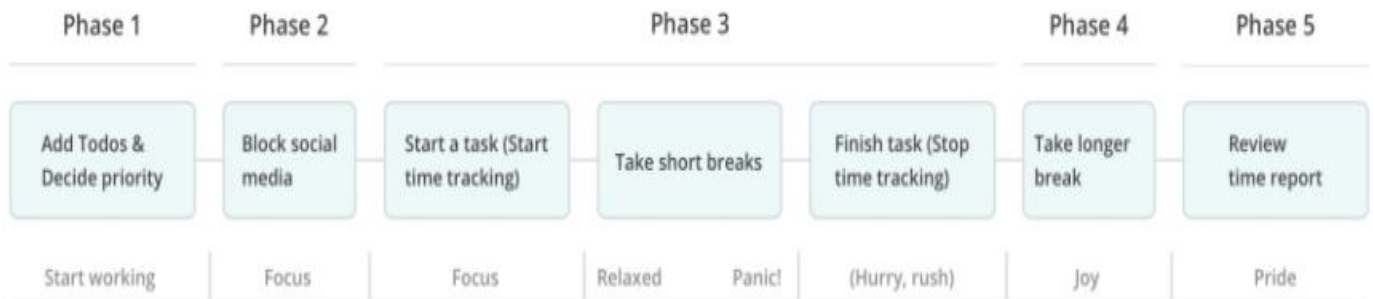 Phase 1 Phase 2 Phase 3 Phase 4 Phase 5
Add Todos &
Decide priority
Block social
media
Start a task (Start
time tracking)
Take short breaks
Finish task (Stop
time tracking)
Take longer
break
Review
time report
Start working Focus Focus Relaxed Panic! (Hurry, rush) Joy Pride